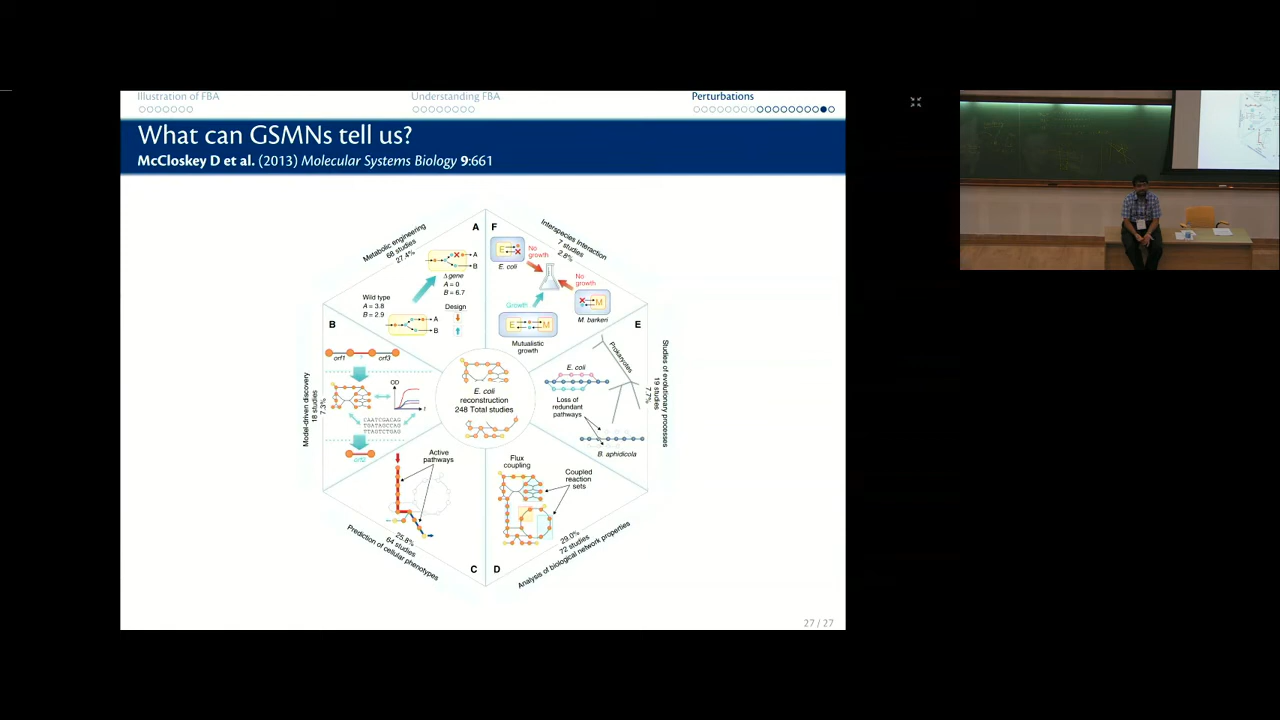 Illustration of FBA
Understanding FBA
Perturbations
What can GSMNs tell us?
McCloskey D et al. (2013) Molecular Systems Biology 9:661
A
Metabolic engineering
68 studies
27.4%
A
B
Δgene
A = 0
B = 6.7
Wild type
A = 3.8
B = 2.9
Design
A
B
F
Interspecies interaction
7 studies
2.8%
E
E. coli
No
growth
No
growth
M
M. barkeri
Growth
E
M
Mutualistic
growth
B
Model-driven discovery
18 studies
7.3%
orf1
?
orf3
OD
t
CAATCGACAG
TGATAGCCAG
TTAGTCTGAG
orf2
E
Studies of evolutionary processes
19 studies
7.7%
Prokaryotes
E. coli
Loss of
redundant
pathways
B. aphidicola
E. coli
reconstruction
248 Total studies
Active
pathways
25.8%
64 studies
Prediction of cellular phenotypes
C
Flux
coupling
Coupled
reaction
sets
29.0%
72 studies
Analysis of biological network properties
D
27 / 27